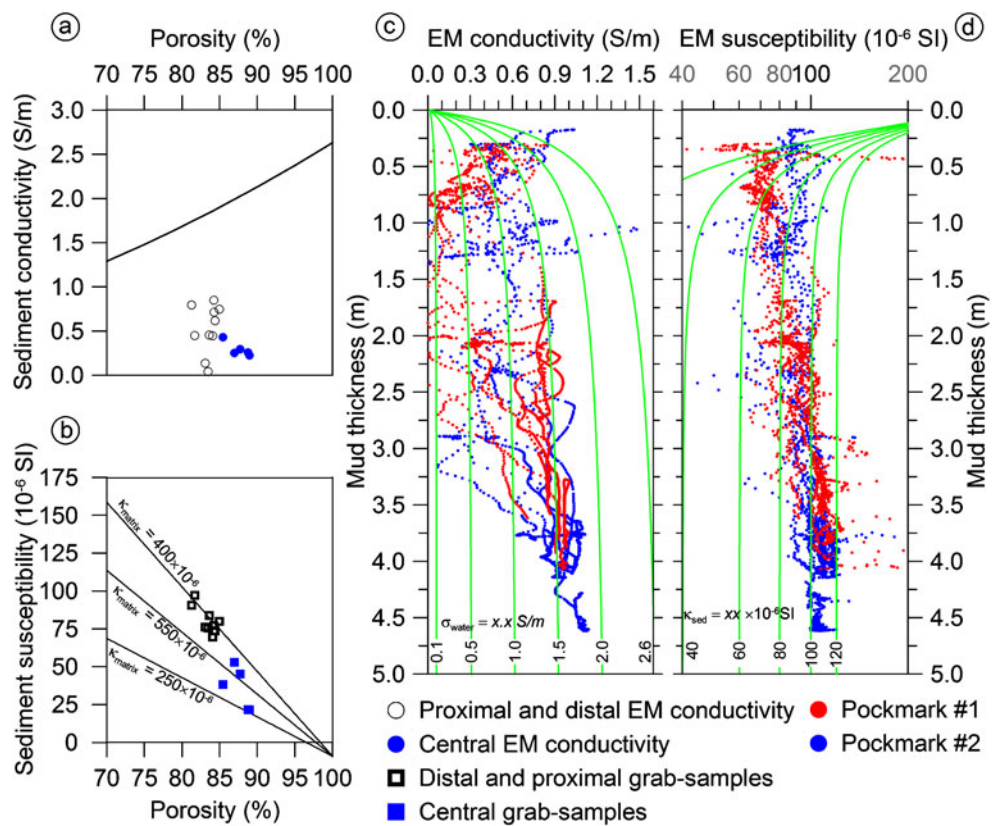 a
Porosity (%)
70 75 80 85 90 95 100
Sediment conductivity (S/m)
3.0
2.5
2.0
1.5
1.0
0.5
0.0
b
Sediment susceptibility (10⁻⁶ SI)
175
150
125
100
75
50
25
0
κmatrix = 400×10⁻⁶
κmatrix = 550×10⁻⁶
κmatrix = 250×10⁻⁶
70 75 80 85 90 95 100
Porosity (%)
c
EM conductivity (S/m)
0.0 0.3 0.6 0.9 1.2 1.5
Mud thickness (m)
0.0
0.5
1.0
1.5
2.0
2.5
3.0
3.5
4.0
4.5
5.0
σwater = x.x S/m
0.1 0.5 1.0 1.5 2.0 2.6
EM susceptibility (10⁻⁶ SI)
d
40 60 80 100 200
0.0
0.5
1.0
1.5
2.0
2.5
3.0
3.5
4.0
4.5
5.0
Mud thickness (m)
κsed = xx ×10⁻⁶SI
40 60 80 100 120
Proximal and distal EM conductivity
Central EM conductivity
Distal and proximal grab-samples
Central grab-samples
Pockmark #1
Pockmark #2